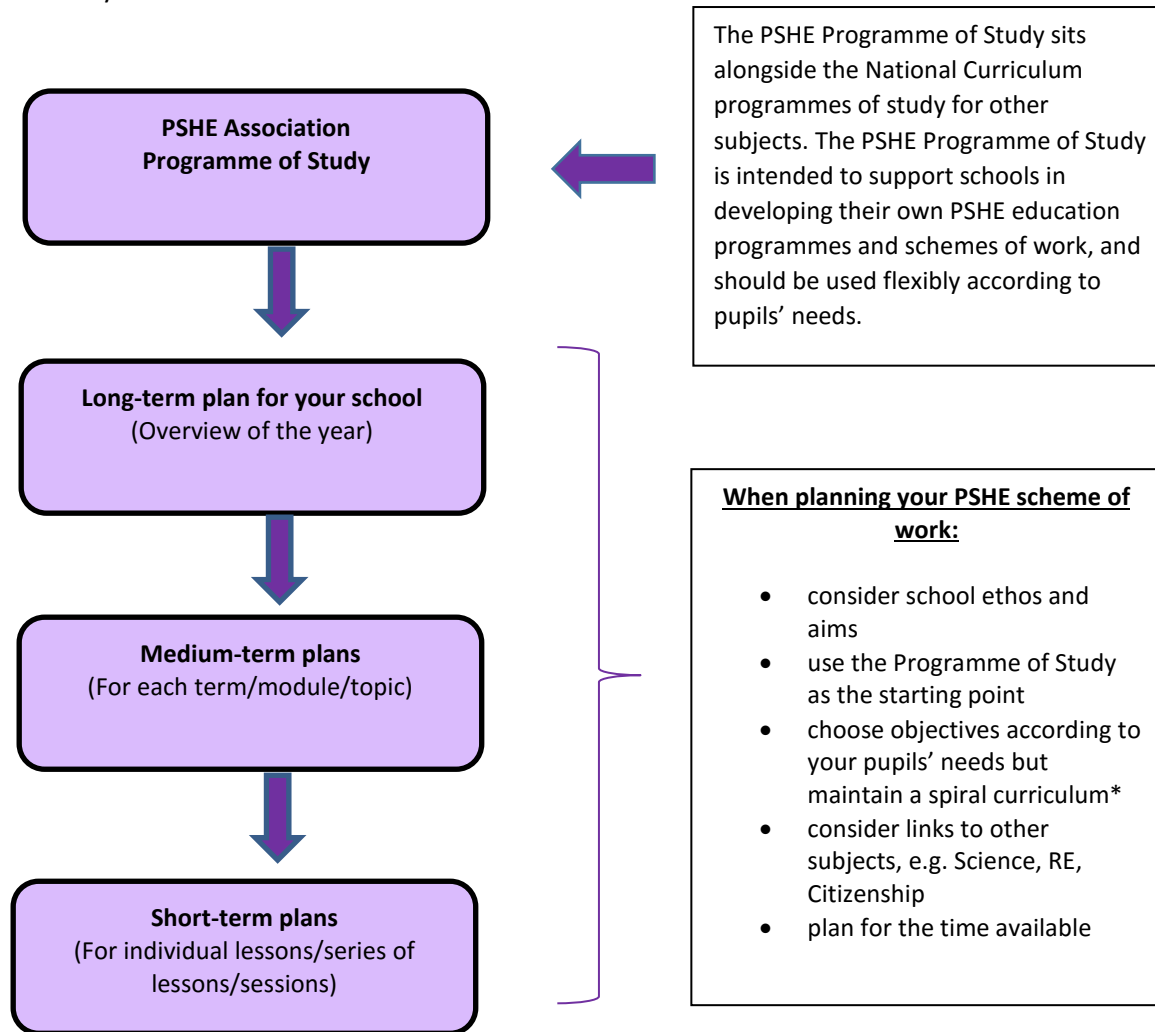 PSHE Association
Programme of Study
The PSHE Programme of Study sits
alongside the National Curriculum
programmes of study for other
subjects. The PSHE Programme of Study
is intended to support schools in
developing their own PSHE education
programmes and schemes of work, and
should be used flexibly according to
pupils’ needs.
Long-term plan for your school
(Overview of the year)
Medium-term plans
(For each term/module/topic)
Short-term plans
(For individual lessons/series of
lessons/sessions)
When planning your PSHE scheme of
work:
• consider school ethos and
aims
• use the Programme of Study
as the starting point
• choose objectives according to
your pupils’ needs but
maintain a spiral curriculum*
• consider links to other
subjects, e.g. Science, RE,
Citizenship
• plan for the time available